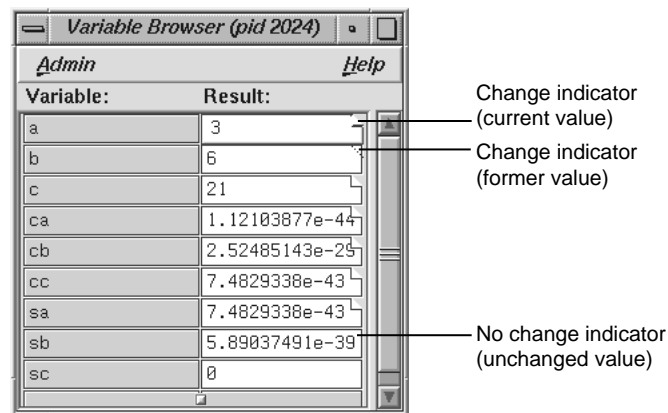 Variable Browser (pid 2024)
Admin Help
Variable: Result:
a 3
b 6
c 21
ca 1.12103877e-44
cb 2.52485143e-29
cc 7.4829338e-43
sa 7.4829338e-43
sb 5.89037491e-39
sc 0
Change indicator
(current value)
Change indicator
(former value)
No change indicator
(unchanged value)